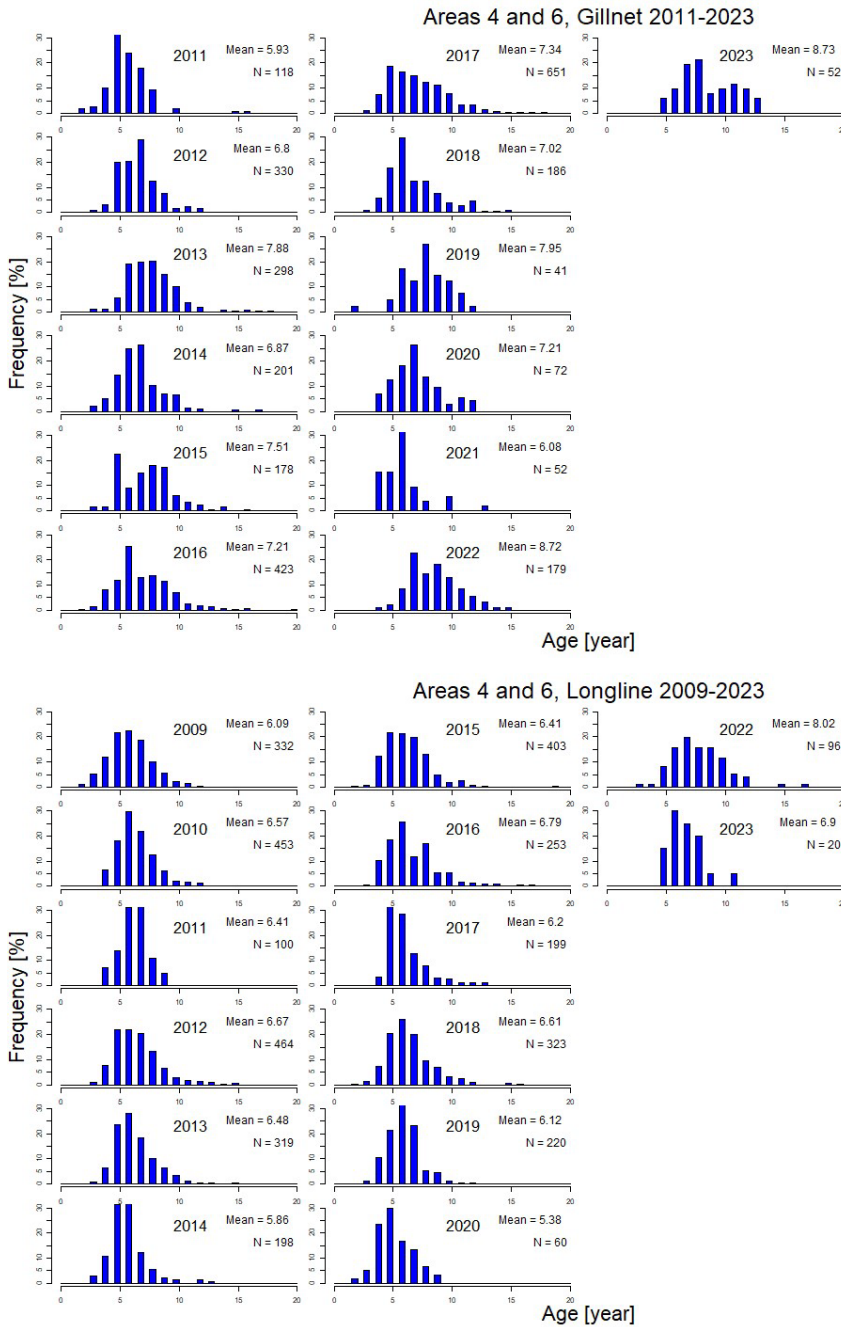 Areas 4 and 6, Gillnet 2011-2023
Frequency [%]
2011
Mean = 5.93
N = 118
2012
Mean = 6.8
N = 330
2013
Mean = 7.88
N = 298
2014
Mean = 6.87
N = 201
2015
Mean = 7.51
N = 178
2016
Mean = 7.21
N = 423
2017
Mean = 7.34
N = 651
2018
Mean = 7.02
N = 186
2019
Mean = 7.95
N = 41
2020
Mean = 7.21
N = 72
2021
Mean = 6.08
N = 52
2022
Mean = 8.72
N = 179
2023
Mean = 8.73
N = 52
0 5 10 15 20
Age [year]
Areas 4 and 6, Longline 2009-2023
Frequency [%]
2009
Mean = 6.09
N = 332
2010
Mean = 6.57
N = 453
2011
Mean = 6.41
N = 100
2012
Mean = 6.67
N = 464
2013
Mean = 6.48
N = 319
2014
Mean = 5.86
N = 198
2015
Mean = 6.41
N = 403
2016
Mean = 6.79
N = 253
2017
Mean = 6.2
N = 199
2018
Mean = 6.61
N = 323
2019
Mean = 6.12
N = 220
2020
Mean = 5.38
N = 60
2022
Mean = 8.02
N = 96
2023
Mean = 6.9
N = 20
0 5 10 15 20
Age [year]